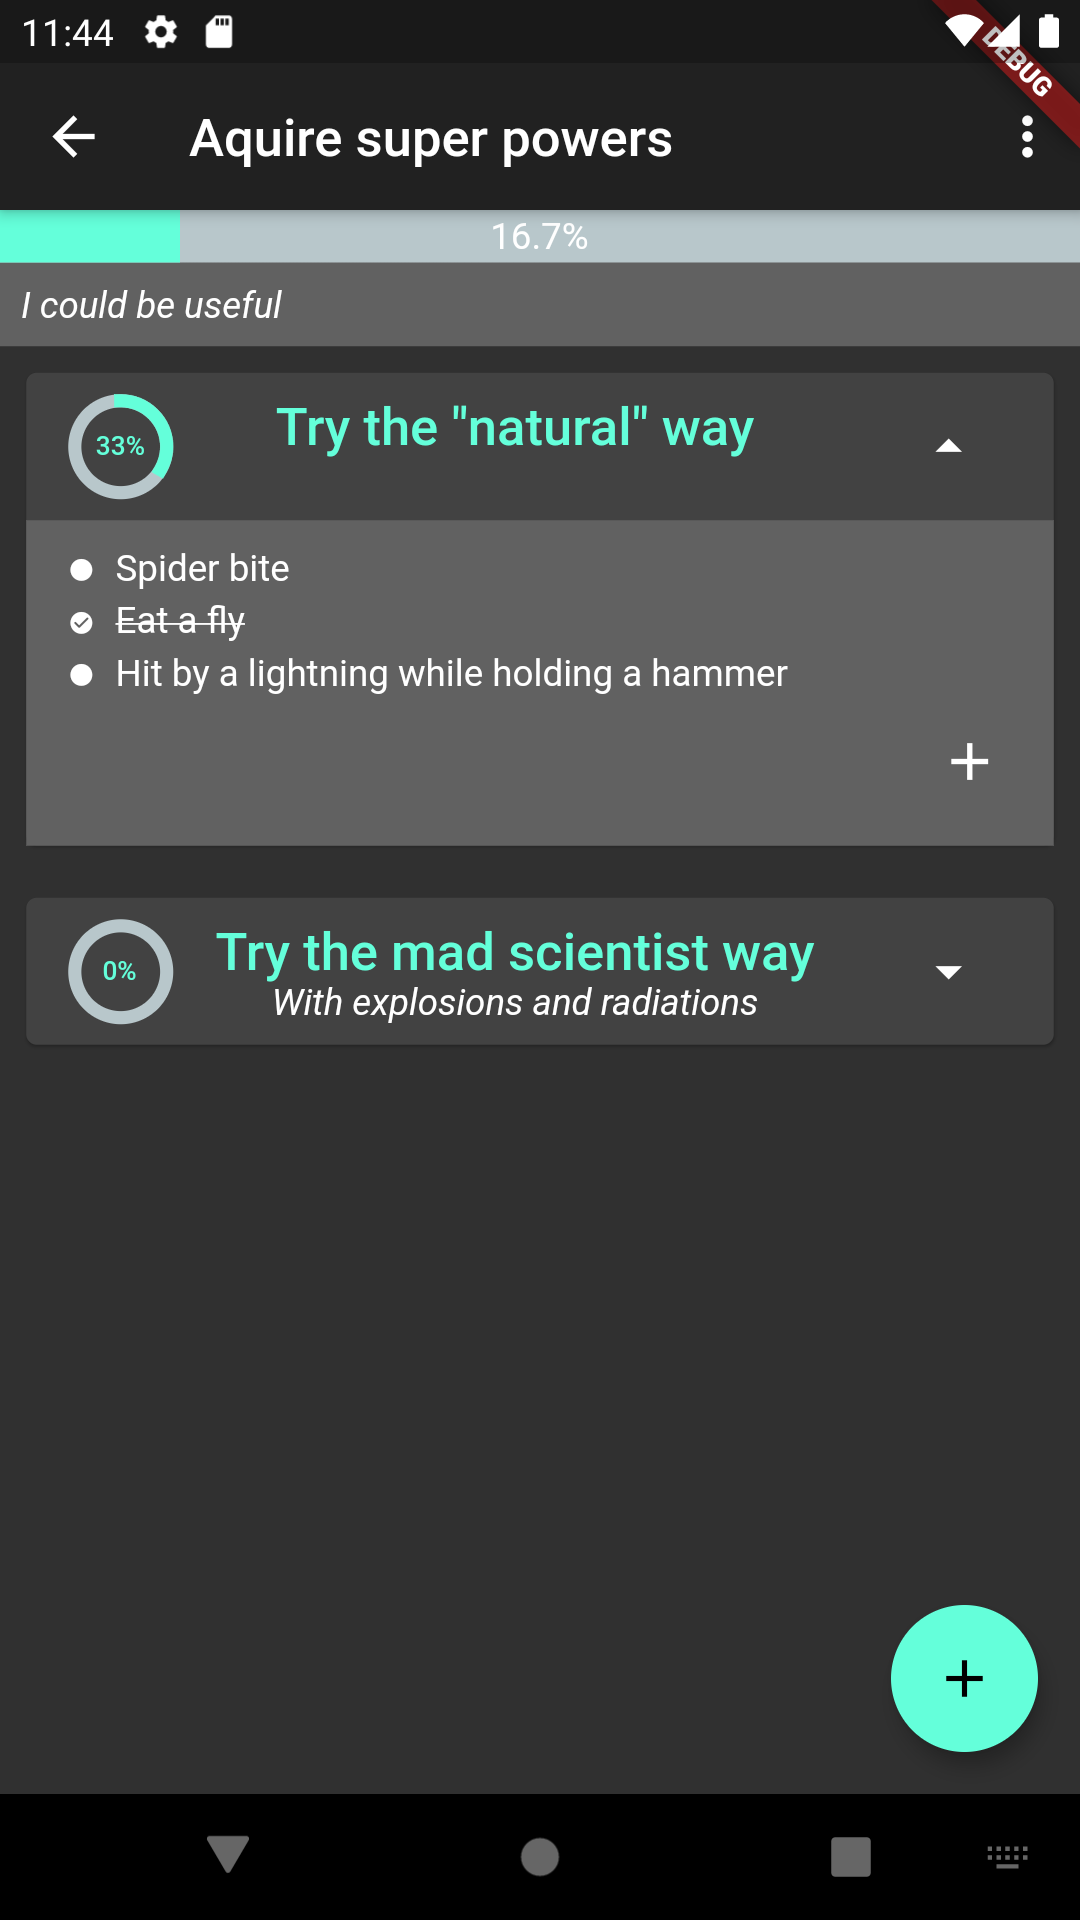 11:44
DEBUG
Aquire super powers
16.7%
I could be useful
33%
Try the "natural" way
Spider bite
Eat a fly
Hit by a lightning while holding a hammer
0%
Try the mad scientist way
With explosions and radiations